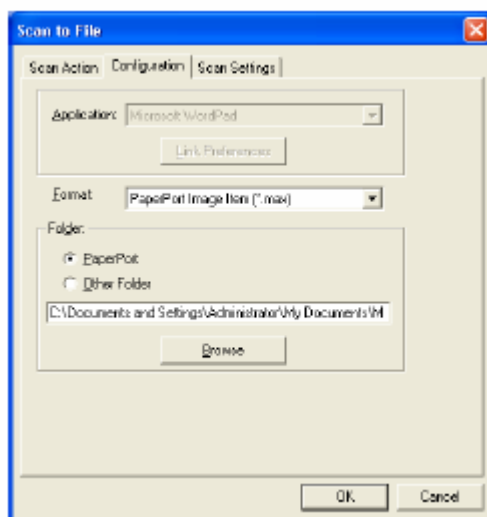 Scan to File
Scan Action Configuration Scan Settings
Application: Microsoft WordPad
Link Preferences
Format PaperPort Image Item (*.max)
Folder:
PaperPort
Other Folder
C:\Documents and Settings\Administrator\My Documents\M
Browse
OK Cancel